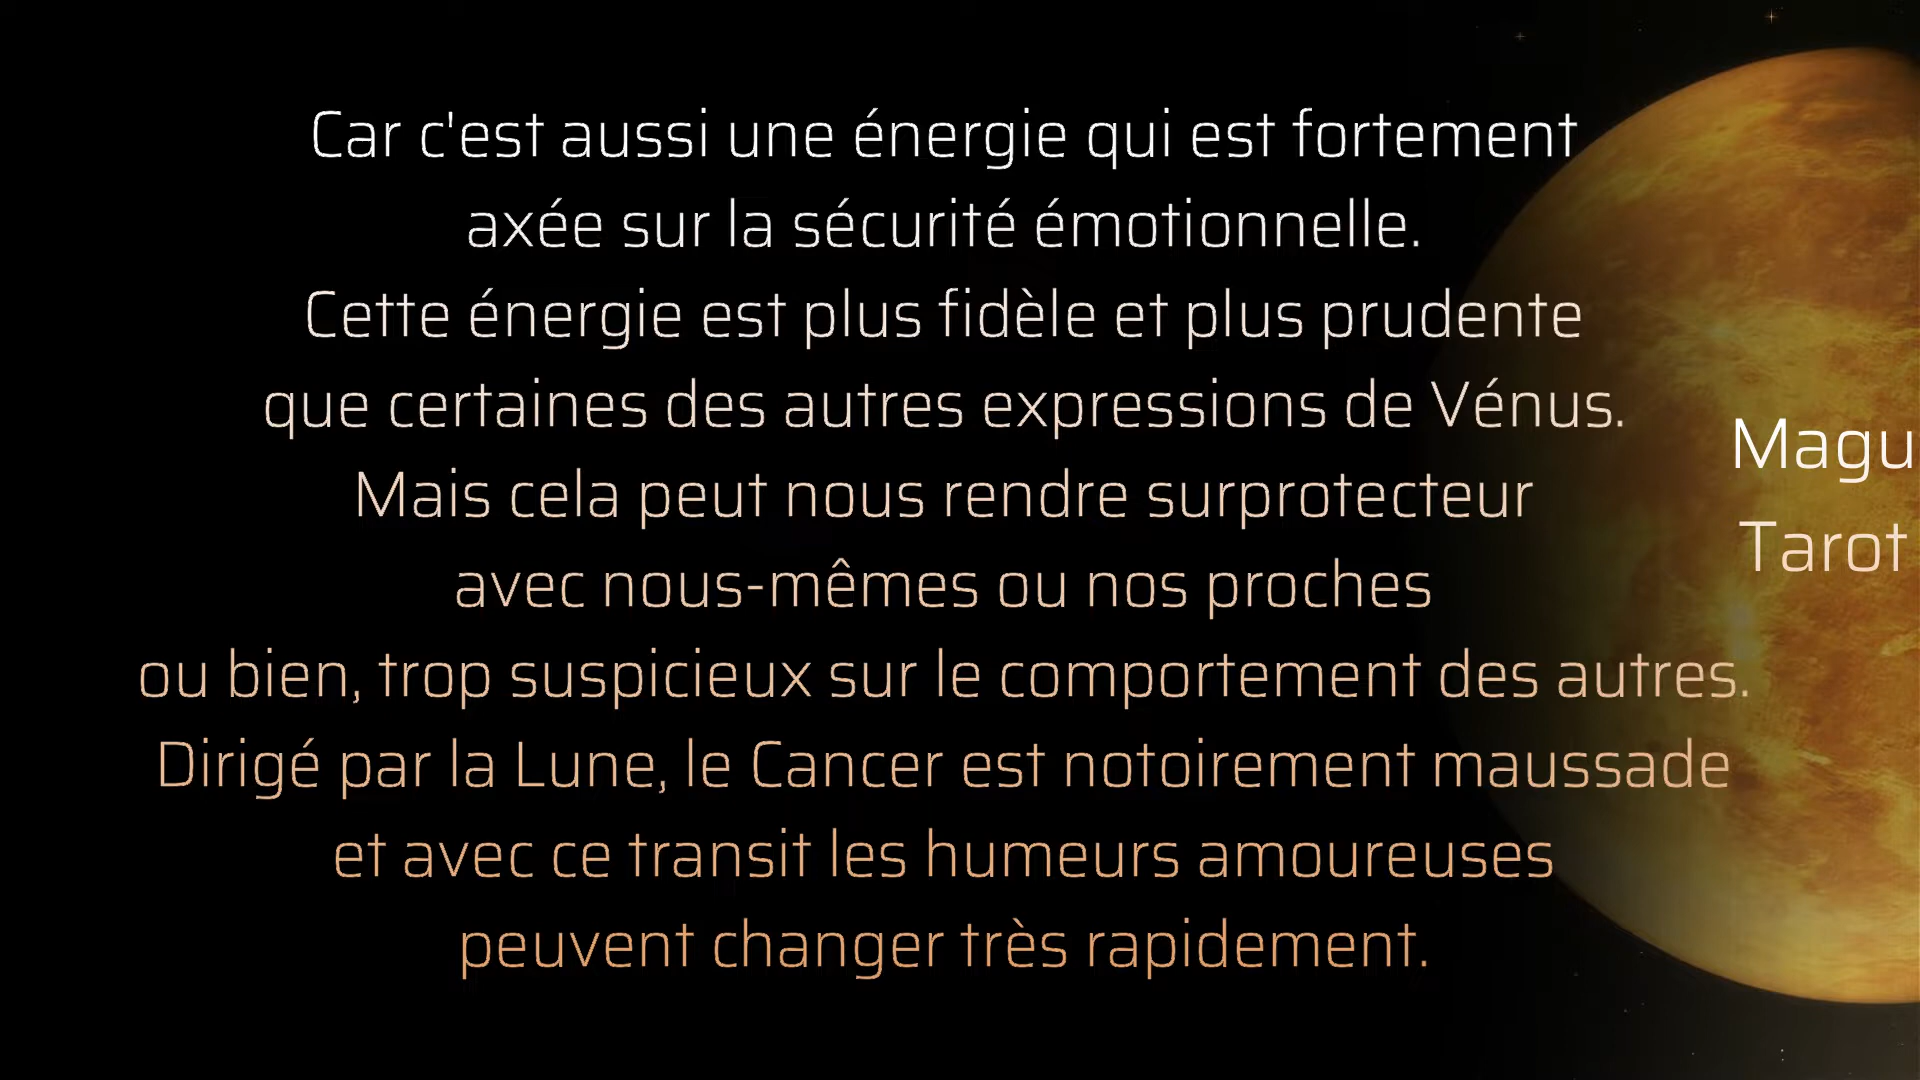 Car c'est aussi une énergie qui est fortement
axée sur la sécurité émotionnelle.
Cette énergie est plus fidèle et plus prudente
que certaines des autres expressions de Vénus.
Mais cela peut nous rendre surprotecteur
avec nous-mêmes ou nos proches
ou bien, trop suspicieux sur le comportement des autres.
Dirigé par la Lune, le Cancer est notoirement maussade
et avec ce transit les humeurs amoureuses
peuvent changer très rapidement.
Magu
Tarot